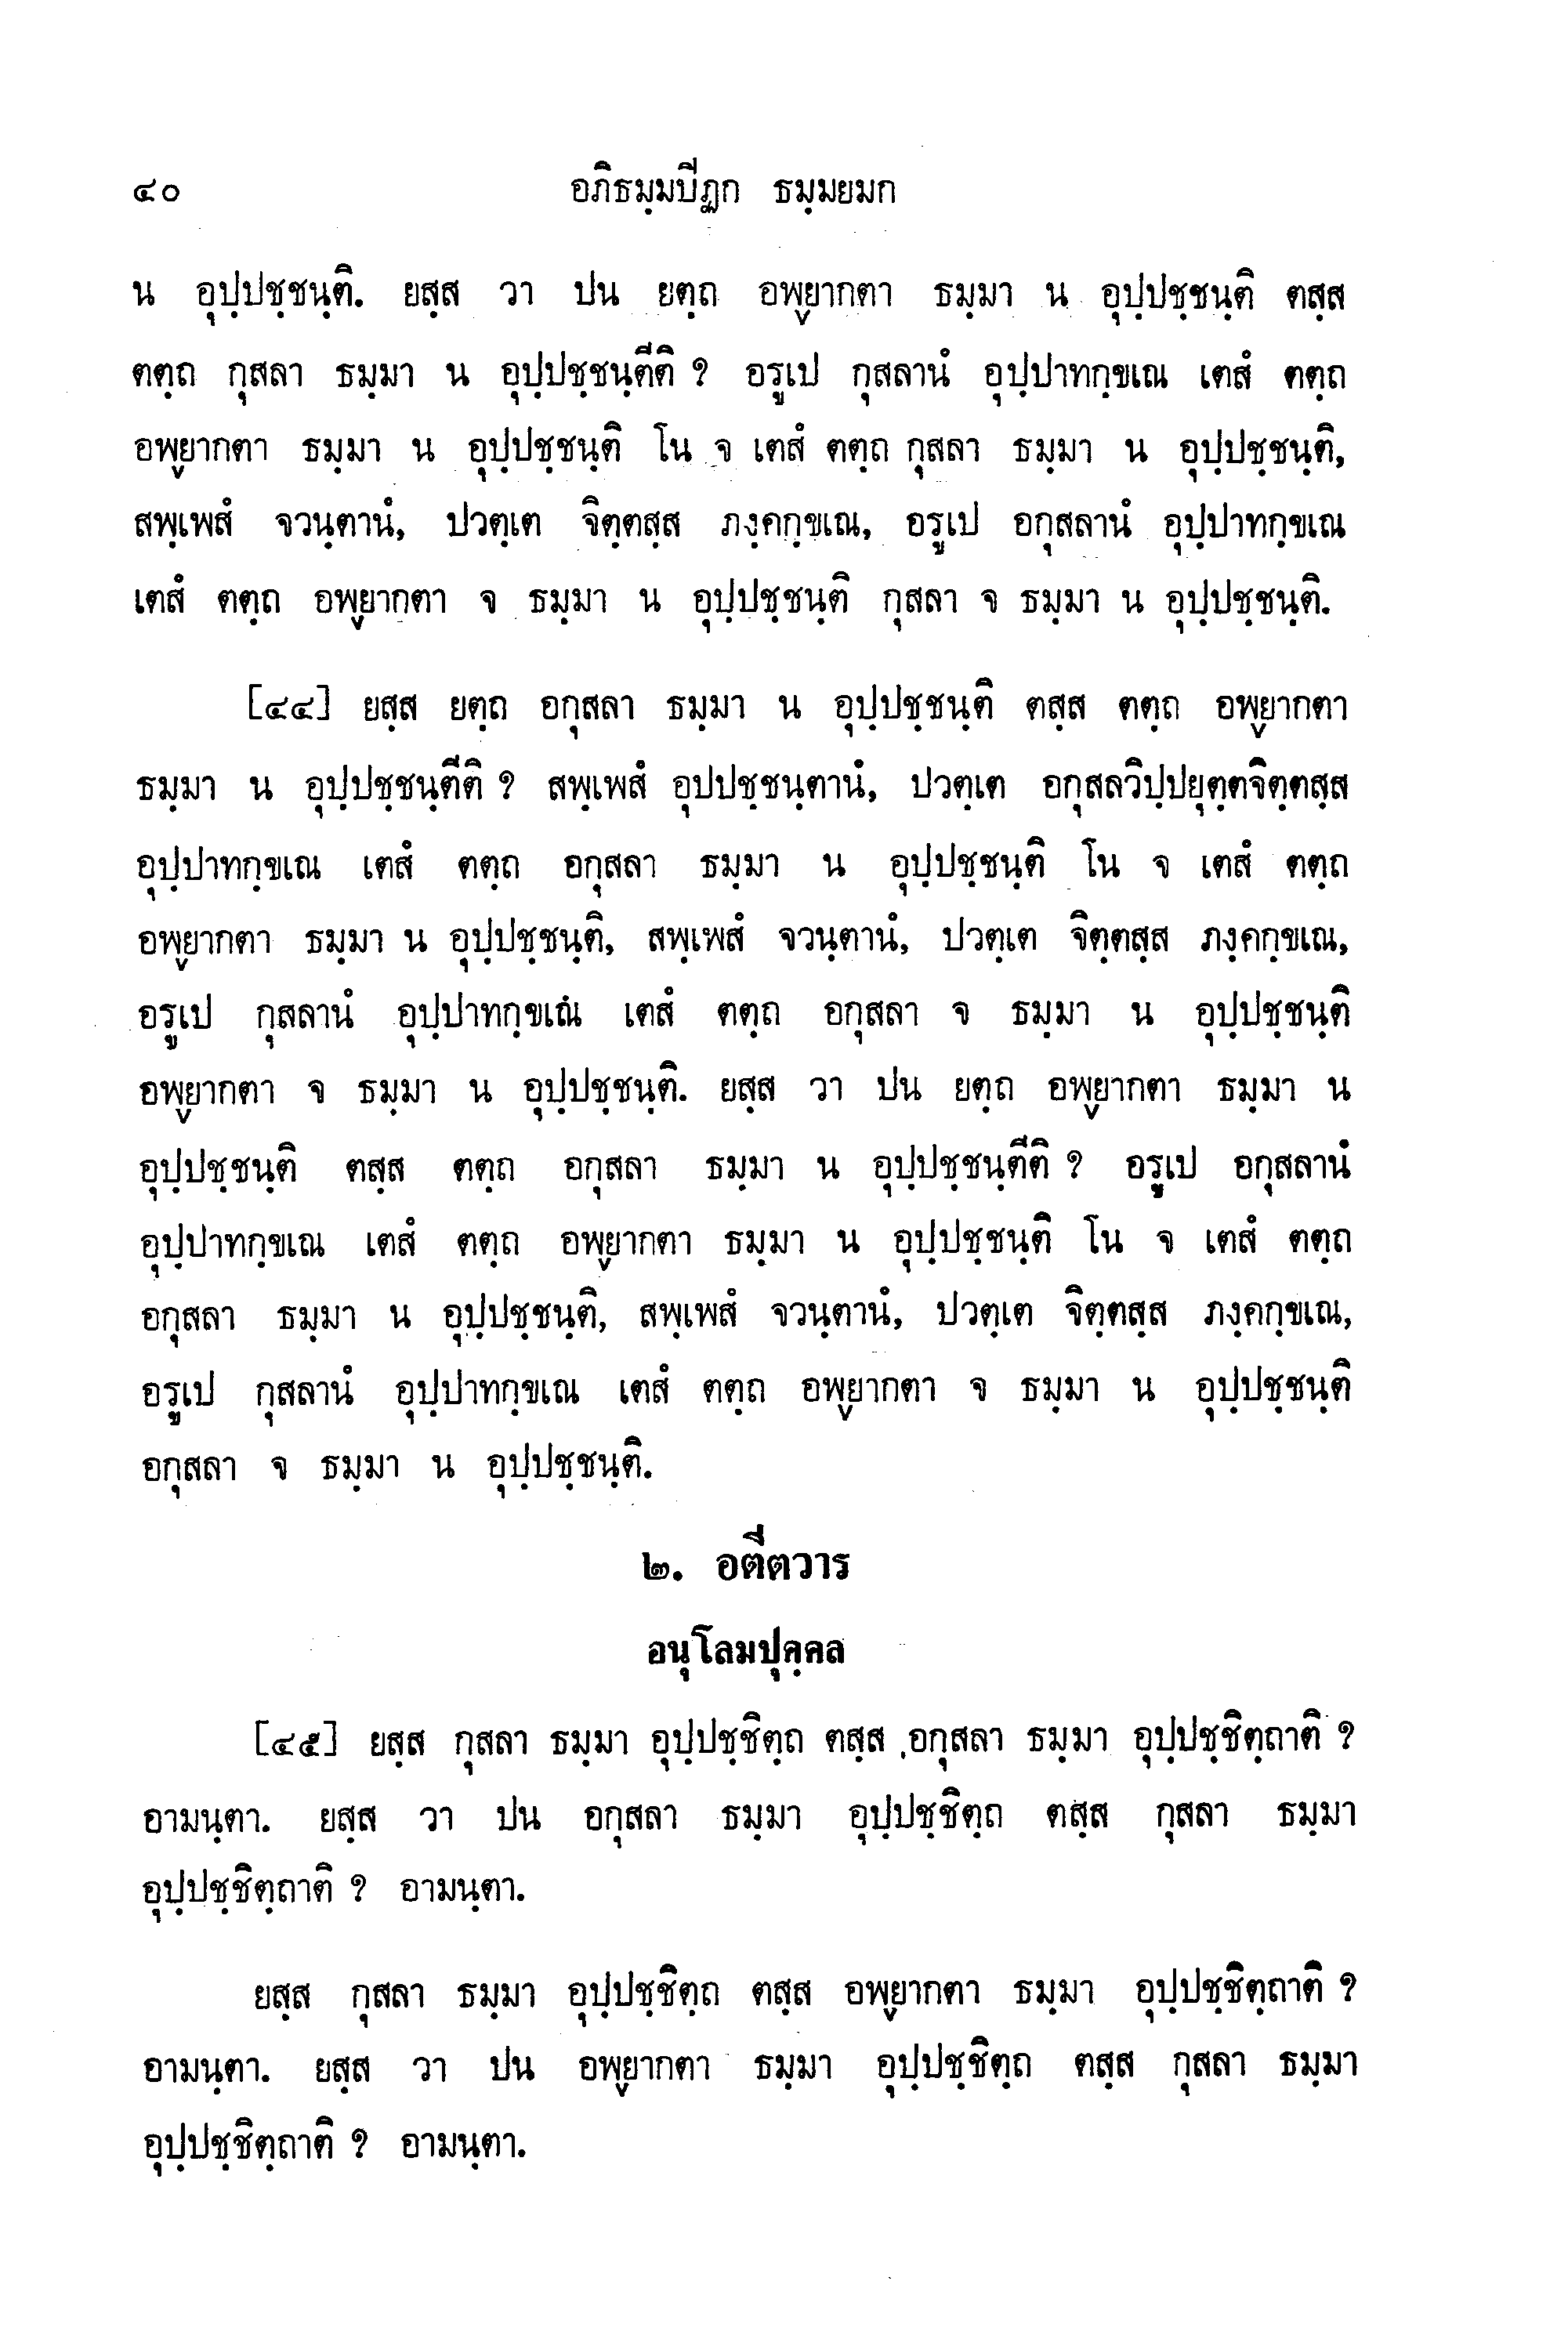 ๔๐ อภิธมฺมปีฏก ธมฺมยมก
น อุปฺปชฺชนฺติ. ยสฺส วา ปน ยตฺถ อพฺยากตา ธมฺมา น อุปฺปชฺชนฺติ ตสฺส
ตตฺถ กุสลา ธมฺมา น อุปฺปชฺชนฺตีติ ? อรูเป กุสลานํ อุปฺปาทกฺขเณ เตสํ ตตฺถ
อพฺยากตา ธมฺมา น อุปฺปชฺชนฺติ โน จ เตสํ ตตฺถ กุสลา ธมฺมา น อุปฺปชฺชนฺติ,
สพฺเพสํ จวนฺตานํ, ปวตฺเต จิตฺตสฺส ภงฺคกฺขเณ, อรูเป อกุสลานํ อุปฺปาทกฺขเณ
เตสํ ตตฺถ อพฺยากตา จ ธมฺมา น อุปฺปชฺชนฺติ กุสลา จ ธมฺมา น อุปฺปชฺชนฺติ.
[๔๔] ยสฺส ยตฺถ อกุสลา ธมฺมา น อุปฺปชฺชนฺติ ตสฺส ตตฺถ อพฺยากตา
ธมฺมา น อุปฺปชฺชนฺตีติ ? สพฺเพสํ อุปปชฺชนฺตานํ, ปวตฺเต อกุสลวิปฺปยุตฺตจิตฺตสฺส
อุปฺปาทกฺขเณ เตสํ ตตฺถ อกุสลา ธมฺมา น อุปฺปชฺชนฺติ โน จ เตสํ ตตฺถ
อพฺยากตา ธมฺมา น อุปฺปชฺชนฺติ, สพฺเพสํ จวนฺตานํ, ปวตฺเต จิตฺตสฺส ภงฺคกฺขเณ,
อรูเป กุสลานํ อุปฺปาทกฺขเณํ เตสํ ตตฺถ อกุสลา จ ธมฺมา น อุปฺปชฺชนฺติ
อพฺยากตา จ ธมฺมา น อุปฺปชฺชนฺติ. ยสฺส วา ปน ยตฺถ อพฺยากตา ธมฺมา น
อุปฺปชฺชนฺติ ตสฺส ตตฺถ อกุสลา ธมฺมา น อุปฺปชฺชนฺตีติ ? อรูเป อกุสลานํ
อุปฺปาทกฺขเณ เตสํ ตตฺถ อพฺยากตา ธมฺมา น อุปฺปชฺชนฺติ โน จ เตสํ ตตฺถ
อกุสลา ธมฺมา น อุปฺปชฺชนฺติ, สพฺเพสํ จวนฺตานํ, ปวตฺเต จิตฺตสฺส ภงฺคกฺขเณ,
อรูเป กุสลานํ อุปฺปาทกฺขเณ เตสํ ตตฺถ อพฺยากตา จ ธมฺมา น อุปฺปชฺชนฺติ
อกุสลา จ ธมฺมา น อุปฺปชฺชนฺติ.
๒. อตีตวาร
อนุโลมปุคฺคล
[๔๕] ยสฺส กุสลา ธมฺมา อุปฺปชฺชิตฺถ ตสฺส อกุสลา ธมฺมา อุปฺปชฺชิตฺถาติ ?
อามนฺตา. ยสฺส วา ปน อกุสลา ธมฺมา อุปฺปชฺชิตฺถ ตสฺส กุสลา ธมฺมา
อุปฺปชฺชิตฺถาติ ? อามนฺตา.
ยสฺส กุสลา ธมฺมา อุปฺปชฺชิตฺถ ตสฺส อพฺยากตา ธมฺมา อุปฺปชฺชิตฺถาติ ?
อามนฺตา. ยสฺส วา ปน อพฺยากตา ธมฺมา อุปฺปชฺชิตฺถ ตสฺส กุสลา ธมฺมา
อุปฺปชฺชิตฺถาติ ? อามนฺตา.